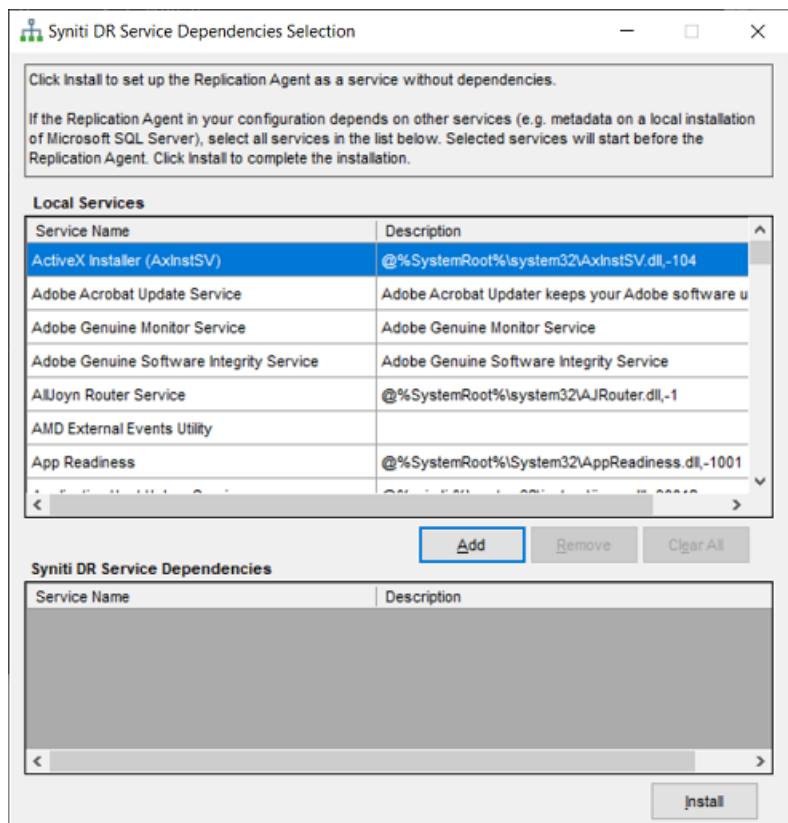 Syniti DR Service Dependencies Selection
Click Install to set up the Replication Agent as a service without dependencies.
If the Replication Agent in your configuration depends on other services (e.g. metadata on a local installation
of Microsoft SQL Server), select all services in the list below. Selected services will start before the
Replication Agent. Click Install to complete the installation.
Local Services
Service Name Description
ActiveX Installer (AxInstSV) @%SystemRoot%\system32\AxInstSV.dll,-104
Adobe Acrobat Update Service Adobe Acrobat Updater keeps your Adobe software u
Adobe Genuine Monitor Service Adobe Genuine Monitor Service
Adobe Genuine Software Integrity Service Adobe Genuine Software Integrity Service
AllJoyn Router Service @%SystemRoot%\system32\AJRouter.dll,-1
AMD External Events Utility
App Readiness @%SystemRoot%\System32\AppReadiness.dll,-1001
Add Remove Clear All
Syniti DR Service Dependencies
Service Name Description
Install